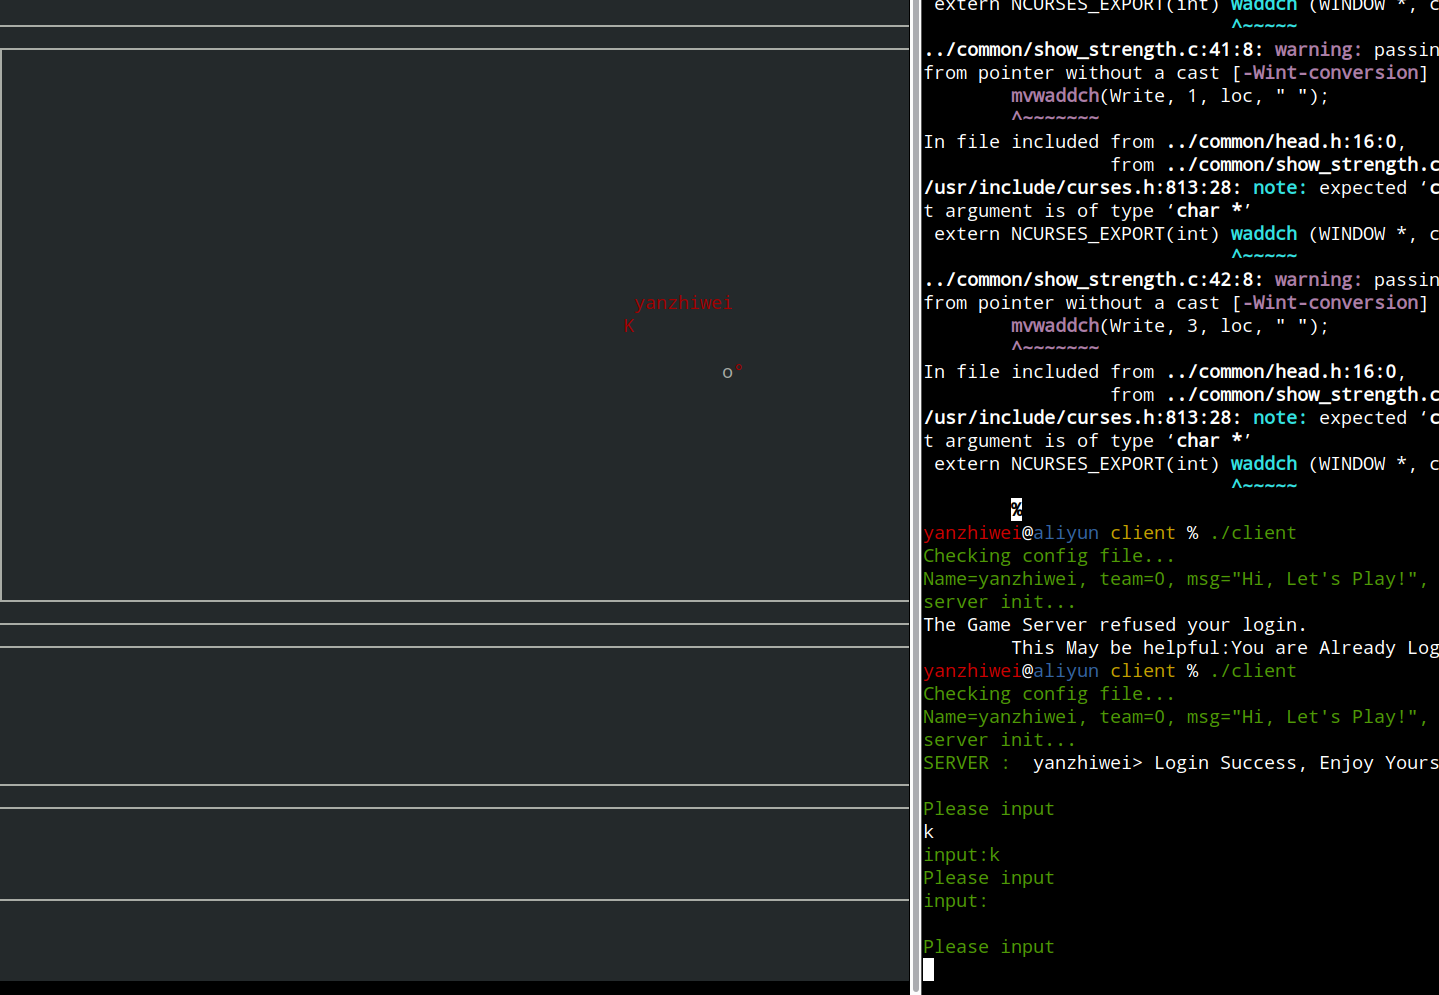 yanzhiwei
K
o°
extern NCURSES_EXPORT(int) waddch (WINDOW *, c
^~~~~~
../common/show_strength.c:41:8: warning: passin
from pointer without a cast [-Wint-conversion]
mvwaddch(Write, 1, loc, " ");
^~~~~~~~
In file included from ../common/head.h:16:0,
from ../common/show_strength.c
/usr/include/curses.h:813:28: note: expected ‘c
t argument is of type ‘char *’
extern NCURSES_EXPORT(int) waddch (WINDOW *, c
^~~~~~
../common/show_strength.c:42:8: warning: passin
from pointer without a cast [-Wint-conversion]
mvwaddch(Write, 3, loc, " ");
^~~~~~~~
In file included from ../common/head.h:16:0,
from ../common/show_strength.c
/usr/include/curses.h:813:28: note: expected ‘c
t argument is of type ‘char *’
extern NCURSES_EXPORT(int) waddch (WINDOW *, c
^~~~~~
%
yanzhiwei@aliyun client % ./client
Checking config file...
Name=yanzhiwei, team=0, msg="Hi, Let's Play!",
server init...
The Game Server refused your login.
This May be helpful:You are Already Log
yanzhiwei@aliyun client % ./client
Checking config file...
Name=yanzhiwei, team=0, msg="Hi, Let's Play!",
server init...
SERVER :  yanzhiwei> Login Success, Enjoy Yours
Please input
k
input:k
Please input
input:
Please input